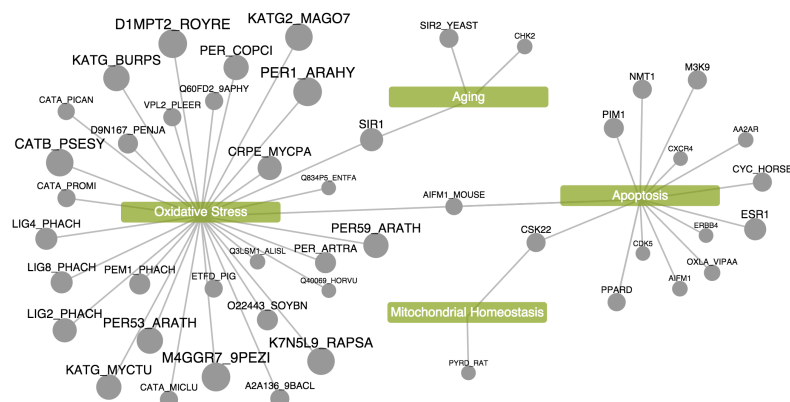 D1MPT2_ROYRE
KATG2_MAGO7
SIR2_YEAST
CHK2
PER_COPCI
KATG_BURPS
PER1_ARAHY
NMT1
M3K9
Q60FD2_9APHY
CATA_PICAN
VPL2_PLEER
Aging
D9N167_PENJA
SIR1
PIM1
AA2AR
CATB_PSESY
CRPE_MYCPA
CXCR4
CYC_HORSE
Q834P5_ENTFA
CATA_PROMI
AIFM1_MOUSE
Apoptosis
Oxidative Stress
LIG4_PHACH
PER59_ARATH
CSK22
ESR1
ERBB4
PER_ARTRA
Q3LSM1_ALISL
CDK5
LIG8_PHACH
PEM1_PHACH
ETFD_PIG
Q40069_HORVU
OXLA_VIPAA
AIFM1
PPARD
LIG2_PHACH
O22443_SOYBN
Mitochondrial Homeostasis
PER53_ARATH
K7N5L9_RAPSA
M4GGR7_9PEZI
PYRD_RAT
KATG_MYCTU
CATA_MICLU
A2A136_9BACL